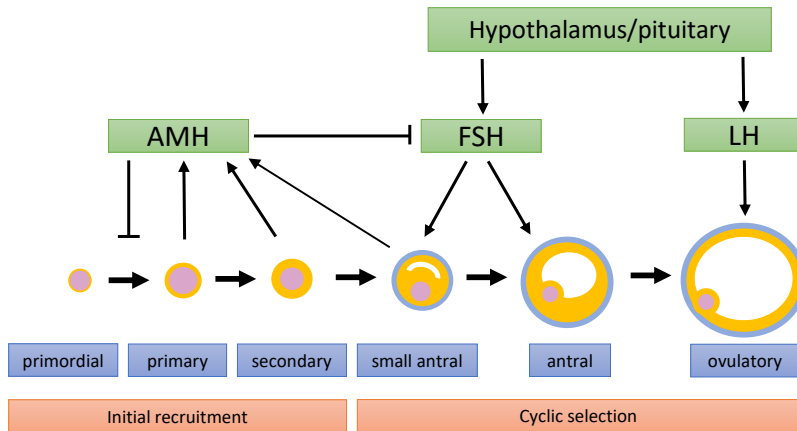 Hypothalamus/pituitary
AMH
FSH
LH
primordial
primary
secondary
small antral
antral
ovulatory
Initial recruitment
Cyclic selection